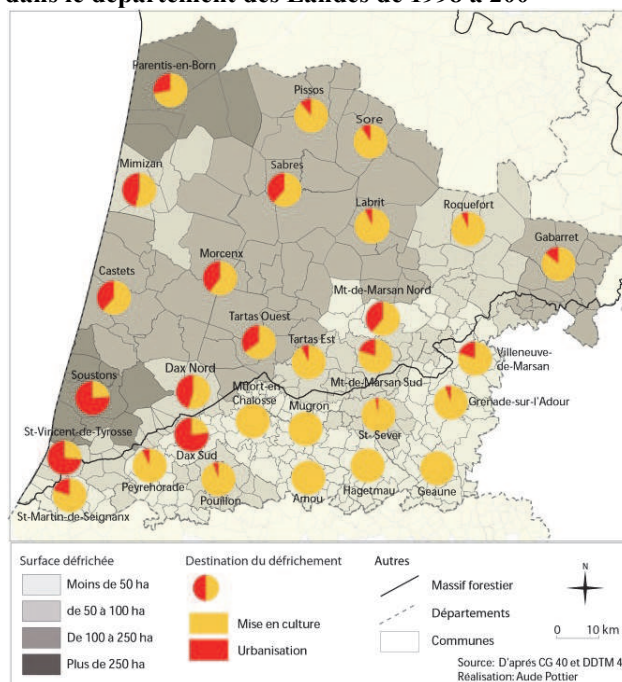 dans le département des Landes de 1998 à 200
Parentis-en-Born
Pissos
Sore
Mimizan
Sabres
Labrit
Roquefort
Gabarret
Castets
Morcenx
Mt-de-Marsan Nord
Tartas Ouest
Tartas Est
Villeneuve-
de-Marsan
Soustons
Dax Nord
Mt-de-Marsan Sud
Mfort-en-
Chalosse
Mugron
Grenade-sur-l'Adour
St-Vincent-de-Tyrosse
Dax Sud
St-Sever
Peyrehorade
Pouillon
Amou
Hagetmau
Geaune
St-Martin-de-Seignanx
Surface défrichée
Moins de 50 ha
de 50 à 100 ha
De 100 à 250 ha
Plus de 250 ha
Destination du défrichement
Mise en culture
Urbanisation
Autres
Massif forestier
Départements
Communes
N
0 10 km
Source: D'aprés CG 40 et DDTM 4
Réalisation: Aude Pottier